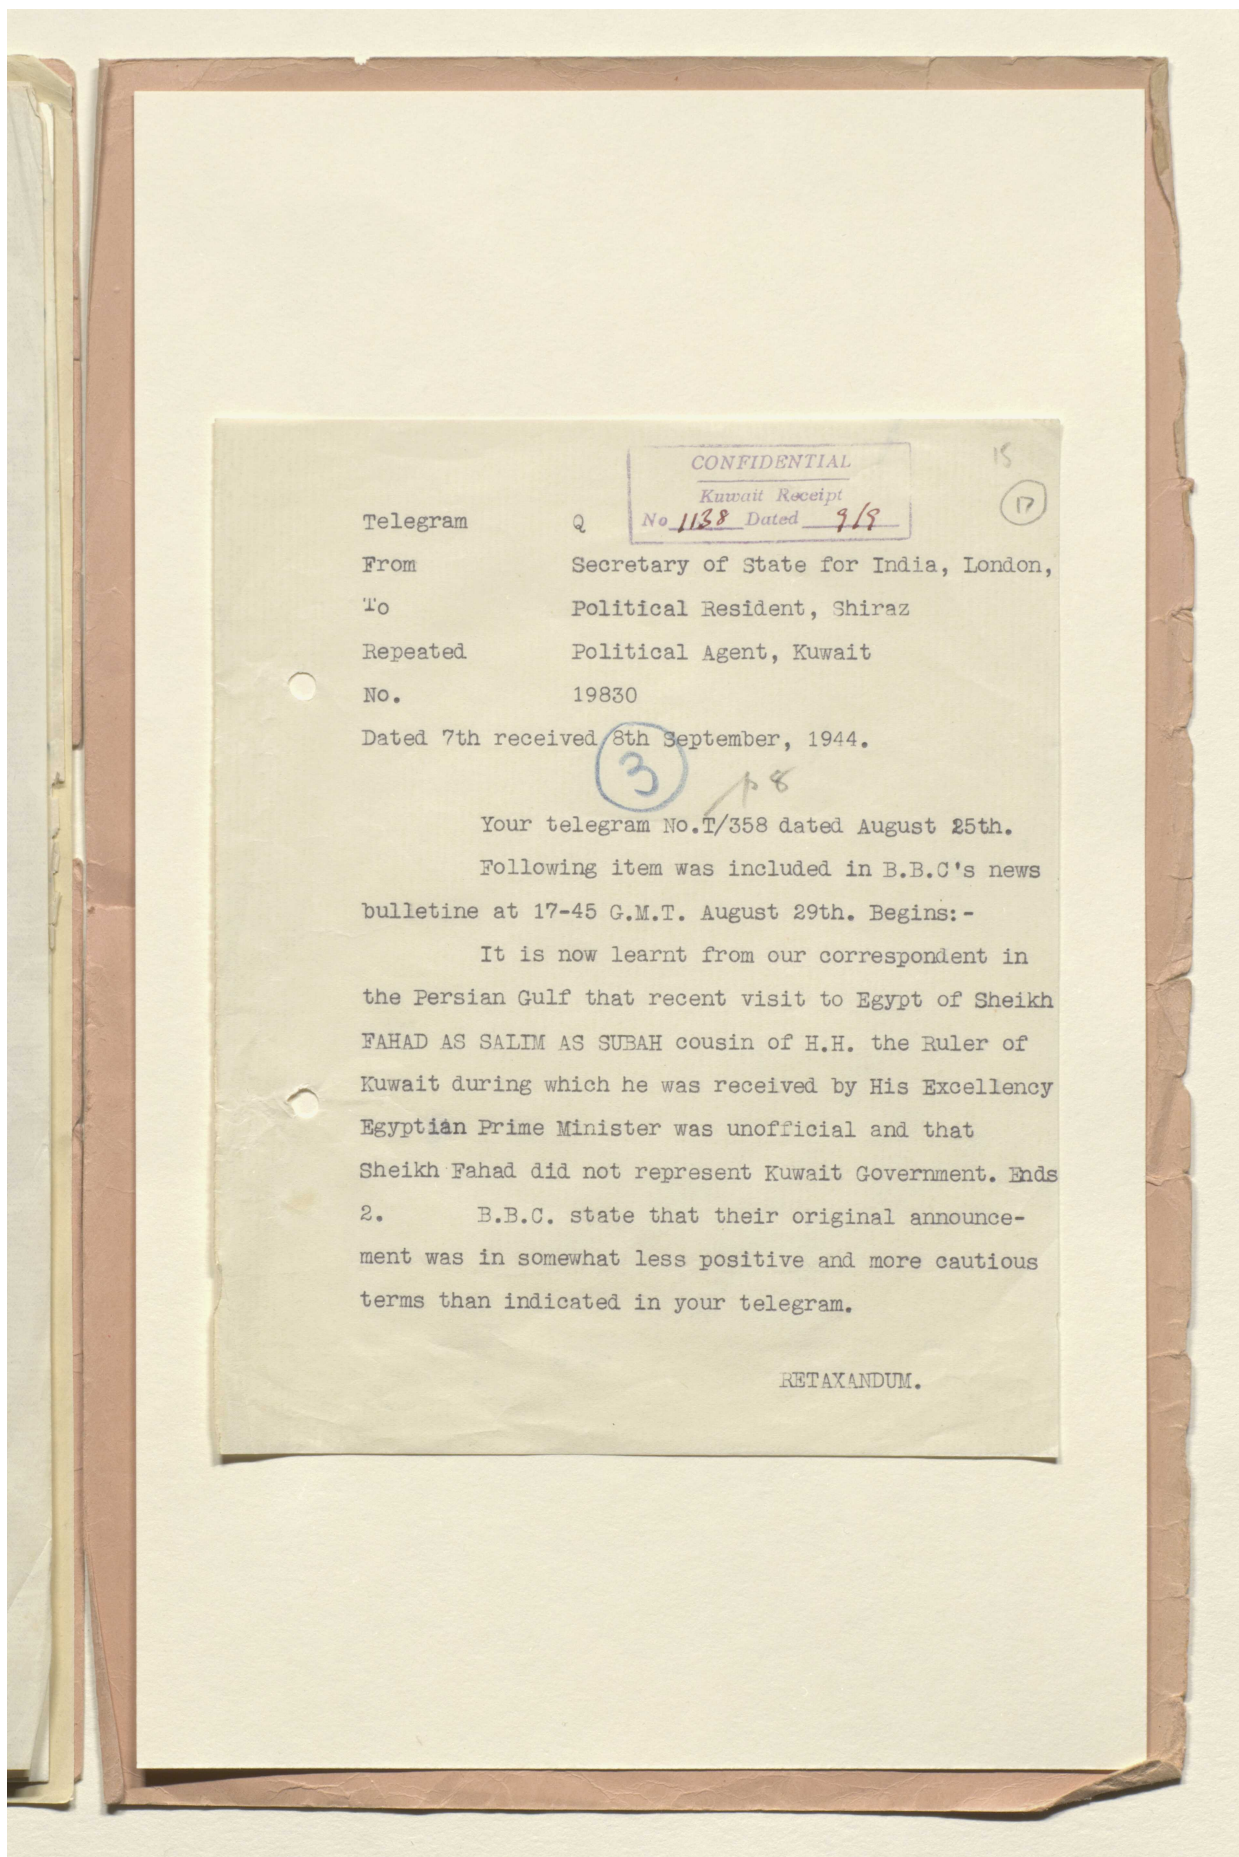 CONFIDENTIAL
Kuwait Receipt
No 1138 Dated 9/9
15
17
Telegram Q
From Secretary of State for India, London,
To Political Resident, Shiraz
Repeated Political Agent, Kuwait
No. 19830
Dated 7th received 8th September, 1944.
3
p 8
Your telegram No.T/358 dated August 25th.
Following item was included in B.B.C's news
bulletine at 17-45 G.M.T. August 29th. Begins:-
It is now learnt from our correspondent in
the Persian Gulf that recent visit to Egypt of Sheikh
FAHAD AS SALIM AS SUBAH cousin of H.H. the Ruler of
Kuwait during which he was received by His Excellency
Egyptian Prime Minister was unofficial and that
Sheikh Fahad did not represent Kuwait Government. Ends
2. B.B.C. state that their original announce-
ment was in somewhat less positive and more cautious
terms than indicated in your telegram.
RETAXANDUM.